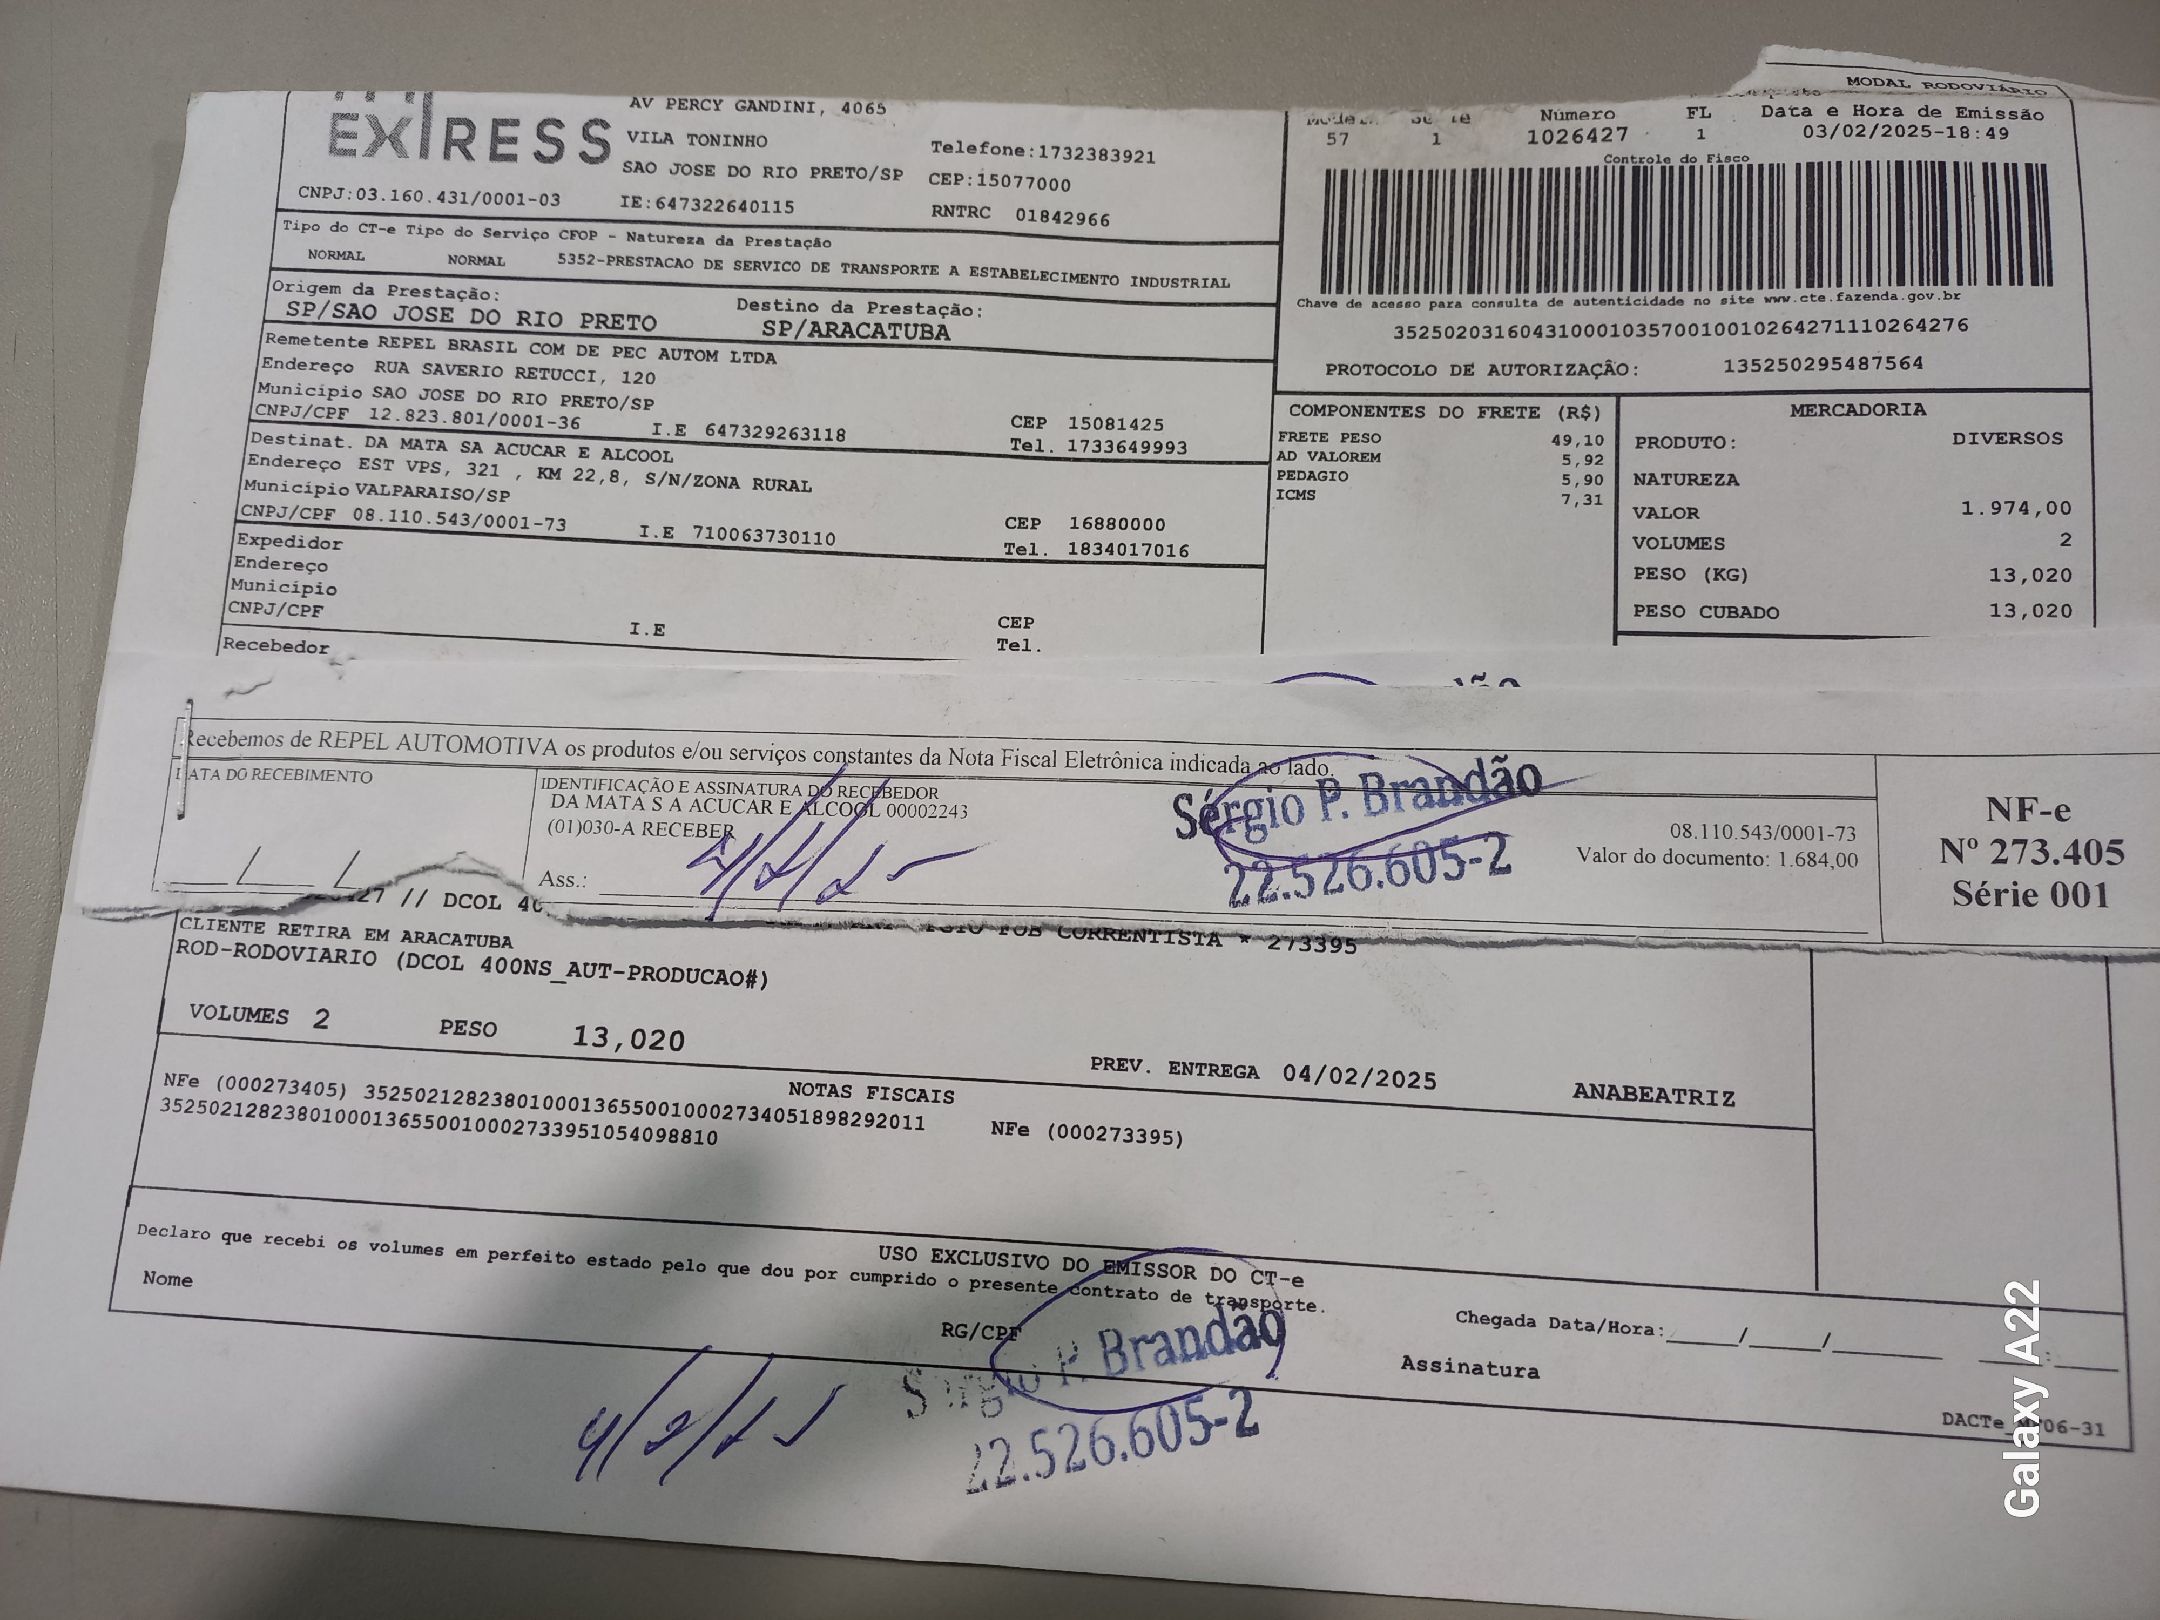 MODAL RODOVIÁRIO
EXPRESS
AV PERCY GANDINI, 4065
VILA TONINHO
Telefone:1732383921
SAO JOSE DO RIO PRETO/SP CEP:15077000
CNPJ:03.160.431/0001-03 IE:647322640115 RNTRC 01842966
Número FL Data e Hora de Emissão
57 1 1026427 1 03/02/2025-18:49
Controle do Fisco
Chave de acesso para consulta de autenticidade no site www.cte.fazenda.gov.br
35250203160431000103570010010264271110264276
PROTOCOLO DE AUTORIZAÇÃO: 135250295487564
Tipo do CT-e Tipo do Serviço CFOP - Natureza da Prestação
NORMAL NORMAL 5352-PRESTACAO DE SERVICO DE TRANSPORTE A ESTABELECIMENTO INDUSTRIAL
Origem da Prestação: Destino da Prestação:
SP/SAO JOSE DO RIO PRETO SP/ARACATUBA
Remetente REPEL BRASIL COM DE PEC AUTOM LTDA
Endereço RUA SAVERIO RETUCCI, 120
Município SAO JOSE DO RIO PRETO/SP CEP 15081425
CNPJ/CPF 12.823.801/0001-36 I.E 647329263118 Tel. 1733649993
Destinat. DA MATA SA ACUCAR E ALCOOL
Endereço EST VPS, 321 , KM 22,8, S/N/ZONA RURAL
Município VALPARAISO/SP CEP 16880000
CNPJ/CPF 08.110.543/0001-73 I.E 710063730110 Tel. 1834017016
Expedidor
Endereço
Município CEP
CNPJ/CPF I.E Tel.
Recebedor
COMPONENTES DO FRETE (R$)
FRETE PESO 49,10
AD VALOREM 5,92
PEDAGIO 5,90
ICMS 7,31
MERCADORIA
PRODUTO: DIVERSOS
NATUREZA
VALOR 1.974,00
VOLUMES 2
PESO (KG) 13,020
PESO CUBADO 13,020
Recebemos de REPEL AUTOMOTIVA os produtos e/ou serviços constantes da Nota Fiscal Eletrônica indicada ao lado.
DATA DO RECEBIMENTO
IDENTIFICAÇÃO E ASSINATURA DO RECEBEDOR
DA MATA S A ACUCAR E ALCOOL 00002243
(01)030-A RECEBER
Ass.:
Sérgio P. Brandão
22.526.605-2
08.110.543/0001-73
Valor do documento: 1.684,00
NF-e
Nº 273.405
Série 001
// DCOL
FOB CORRENTISTA * 273395
CLIENTE RETIRA EM ARACATUBA
ROD-RODOVIARIO (DCOL 400NS_AUT-PRODUCAO#)
VOLUMES 2 PESO 13,020
PREV. ENTREGA 04/02/2025 ANABEATRIZ
NOTAS FISCAIS
NFe (000273405) 35250212823801000136550010002734051898292011 NFe (000273395)
35250212823801000136550010002733951054098810
USO EXCLUSIVO DO EMISSOR DO CT-e
Declaro que recebi os volumes em perfeito estado pelo que dou por cumprido o presente contrato de transporte.
Nome RG/CPF Chegada Data/Hora:
Assinatura
Sérgio P. Brandão
22.526.605-2
4/2/25
Galaxy A22